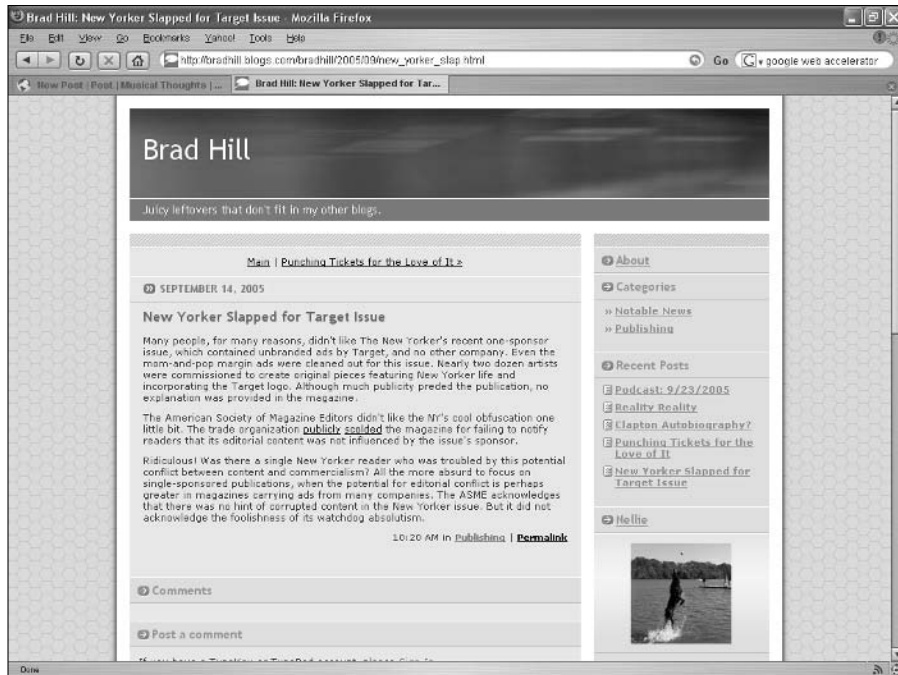 Brad Hill: New Yorker Slapped for Target Issue - Mozilla Firefox
File Edit View Go Bookmarks Yahoo! Tools Help
http://bradhill.blogs.com/bradhill/2005/09/new_yorker_slap.html Go google web accelerator
New Post | Post | Musical Thoughts | ... Brad Hill: New Yorker Slapped for Tar...
Brad Hill
Juicy leftovers that don't fit in my other blogs.
Main | Punching Tickets for the Love of It »
SEPTEMBER 14, 2005
New Yorker Slapped for Target Issue
Many people, for many reasons, didn't like The New Yorker's recent one-sponsor
issue, which contained unbranded ads by Target, and no other company. Even the
mom-and-pop margin ads were cleaned out for this issue. Nearly two dozen artists
were commissioned to create original pieces featuring New Yorker life and
incorporating the Target logo. Although much publicity preded the publication, no
explanation was provided in the magazine.
The American Society of Magazine Editors didn't like the NY's cool obfuscation one
little bit. The trade organization publicly scolded the magazine for failing to notify
readers that its editorial content was not influenced by the issue's sponsor.
Ridiculous! Was there a single New Yorker reader who was troubled by this potential
conflict between content and commercialism? All the more absurd to focus on
single-sponsored publications, when the potential for editorial conflict is perhaps
greater in magazines carrying ads from many companies. The ASME acknowledges
that there was no hint of corrupted content in the New Yorker issue. But it did not
acknowledge the foolishness of its watchdog absolutism.
10:20 AM in Publishing | Permalink
Comments
Post a comment
About
Categories
» Notable News
» Publishing
Recent Posts
Podcast: 9/23/2005
Reality Reality
Clapton Autobiography?
Punching Tickets for the
Love of It
New Yorker Slapped for
Target Issue
Nellie
Done